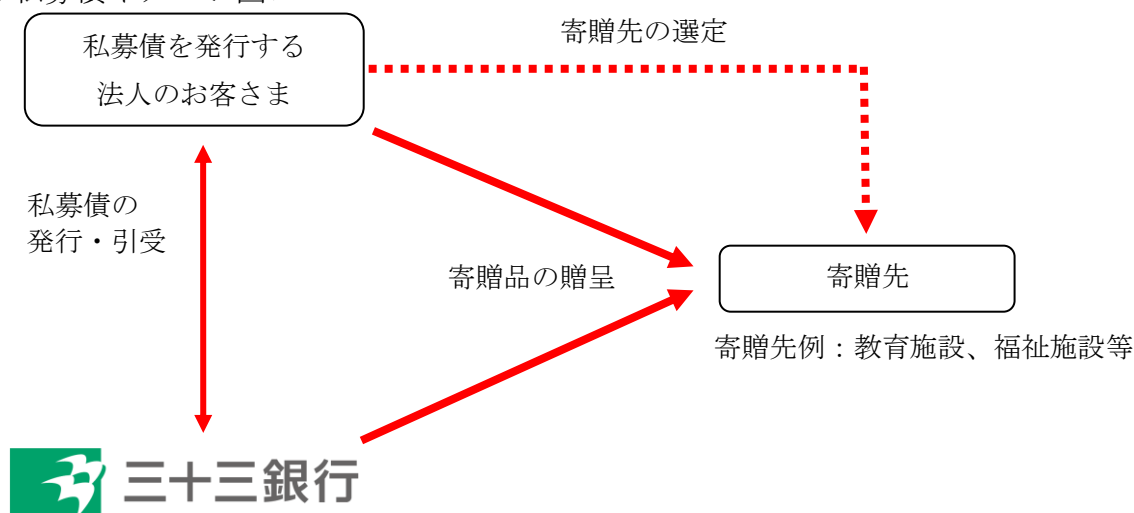 私募債を発行する
法人のお客さま
寄贈先の選定
私募債の
発行・引受
寄贈品の贈呈
寄贈先
寄贈先例：教育施設、福祉施設等
三十三銀行